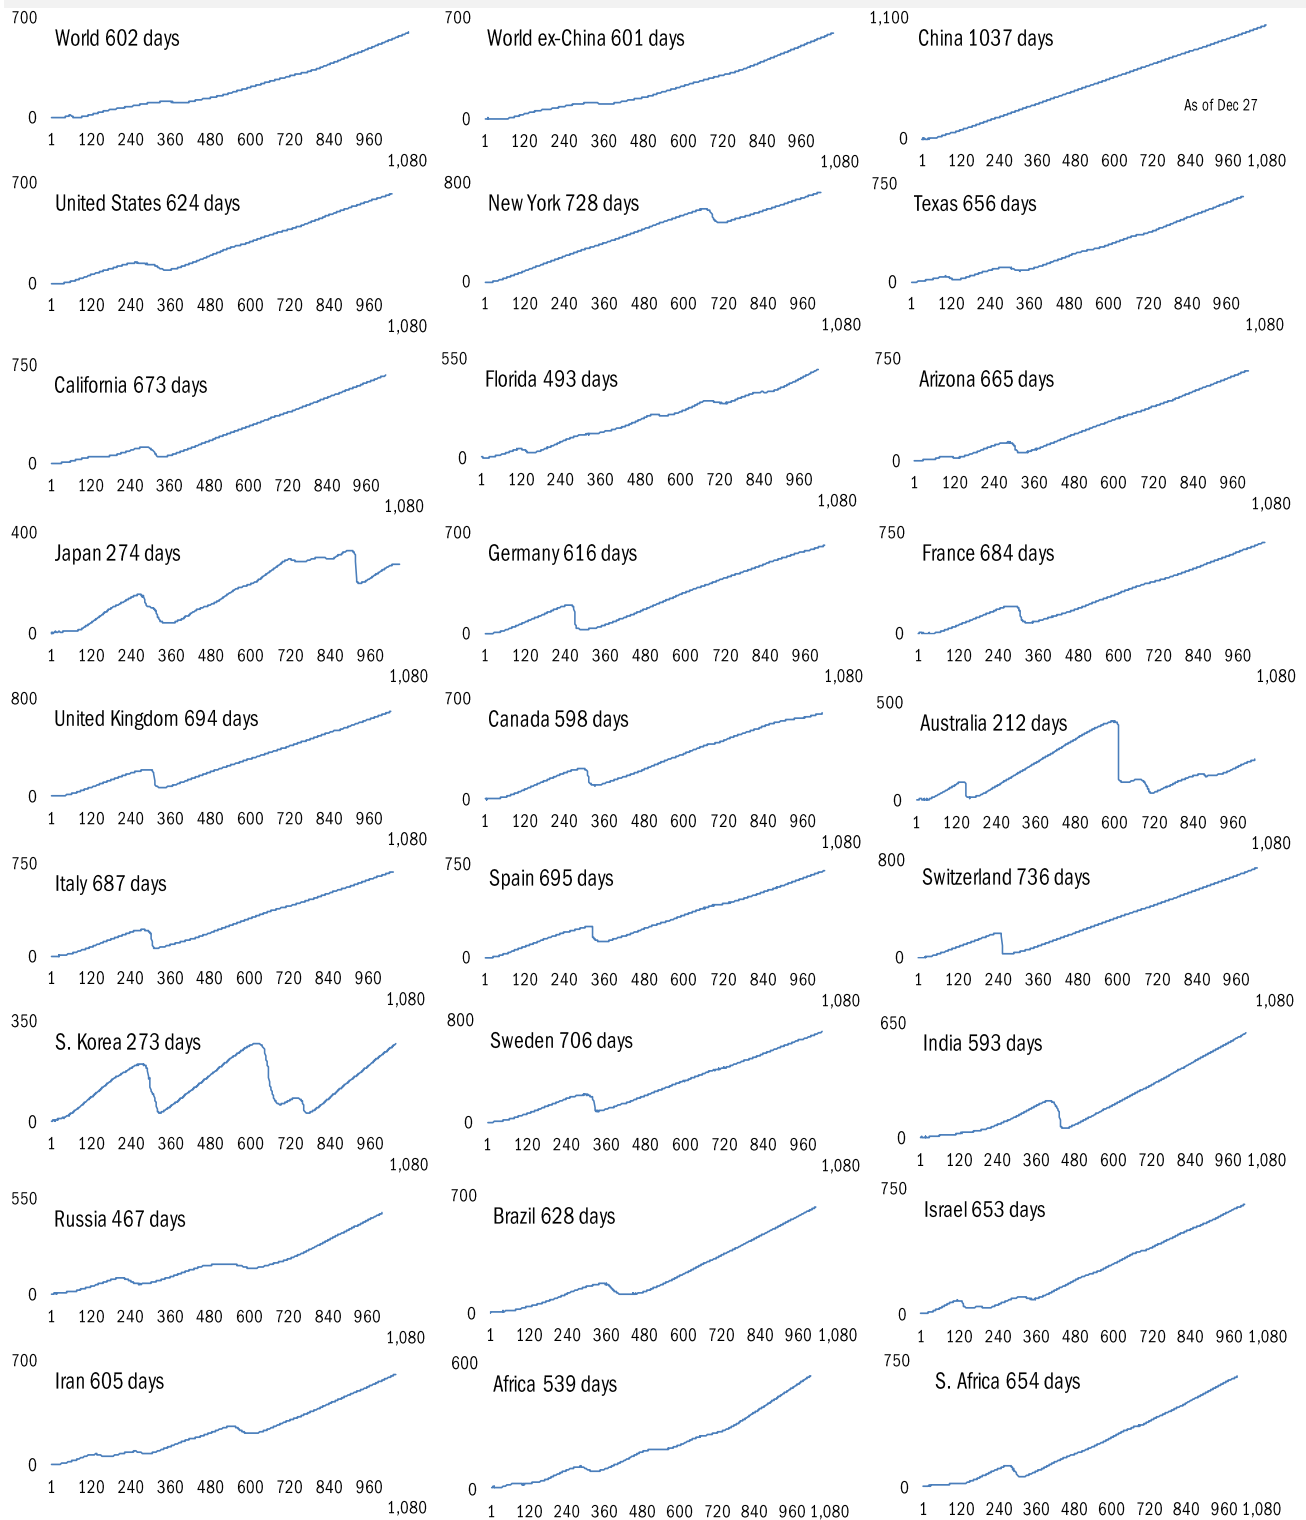 700 700 1,100
World 602 days World ex-China 601 days China 1037 days
As of Dec 27
0 0 0
1 120 240 360 480 600 720 840 960 1 120 240 360 480 600 720 840 960 1 120 240 360 480 600 720 840 960 1,080
1,080 1,080
700 800 750
United States 624 days New York 728 days Texas 656 days
0 0 0
1 120 240 360 480 600 720 840 960 1 120 240 360 480 600 720 840 960 1 120 240 360 480 600 720 840 960
1,080 1,080 1,080
750 550 750
California 673 days Florida 493 days Arizona 665 days
0 0 0
1 120 240 360 480 600 720 840 960 1 120 240 360 480 600 720 840 960 1 120 240 360 480 600 720 840 960
1,080 1,080 1,080
400 700 750
Japan 274 days Germany 616 days France 684 days
0 0 0
1 120 240 360 480 600 720 840 960 1 120 240 360 480 600 720 840 960 1 120 240 360 480 600 720 840 960
1,080 1,080 1,080
800 700 500
United Kingdom 694 days Canada 598 days Australia 212 days
0 0 0
1 120 240 360 480 600 720 840 960 1 120 240 360 480 600 720 840 960 1 120 240 360 480 600 720 840 960
1,080 1,080 1,080
750 750 800
Italy 687 days Spain 695 days Switzerland 736 days
0 0 0
1 120 240 360 480 600 720 840 960 1 120 240 360 480 600 720 840 960 1 120 240 360 480 600 720 840 960
1,080 1,080 1,080
350 800 650
S. Korea 273 days Sweden 706 days India 593 days
0 0 0
1 120 240 360 480 600 720 840 960 1 120 240 360 480 600 720 840 960 1 120 240 360 480 600 720 840 960 1,080
1,080 1,080
550 700 750
Russia 467 days Brazil 628 days Israel 653 days
0 0 0
1 120 240 360 480 600 720 840 960 1 120 240 360 480 600 720 840 960 1,080 1 120 240 360 480 600 720 840 960 1,080
1,080
700 600 750
Iran 605 days Africa 539 days S. Africa 654 days
0 0 0
1 120 240 360 480 600 720 840 960 1 120 240 360 480 600 720 840 960 1,080 1 120 240 360 480 600 720 840 960 1,080
1,080